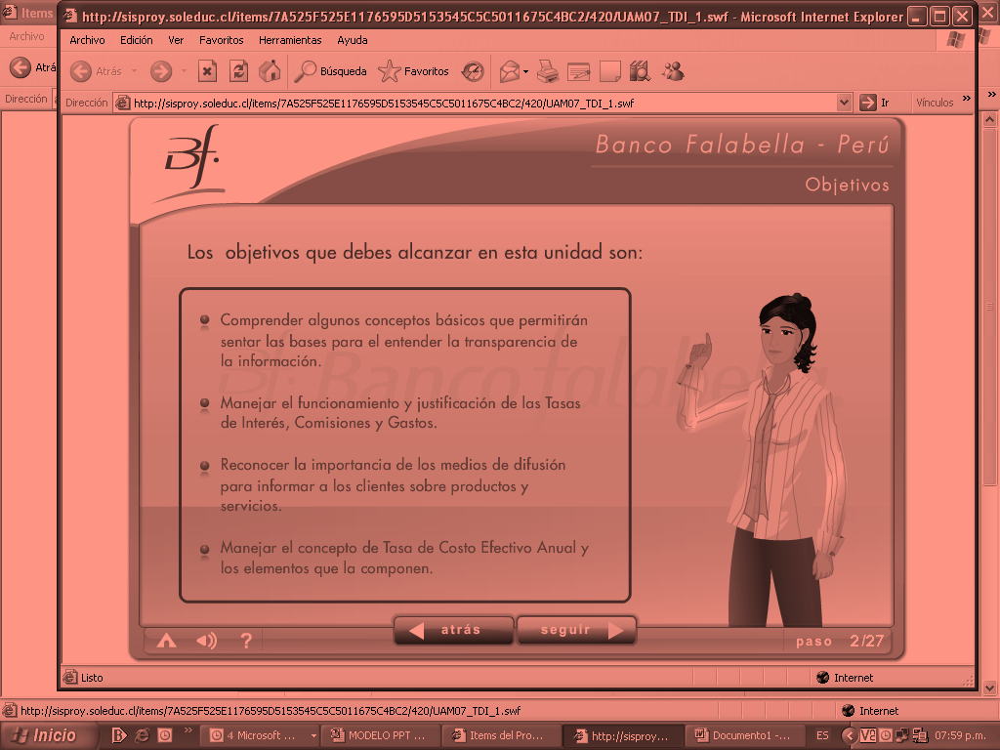 Items
http://sisproy.soleduc.cl/items/7A525F525E1176595D5153545C5C5011675C4BC2/420/UAM07_TDI_1.swf - Microsoft Internet Explorer
Archivo
Archivo Edición Ver Favoritos Herramientas Ayuda
Atrá
Atrás Búsqueda Favoritos
Dirección
Dirección http://sisproy.soleduc.cl/items/7A525F525E1176595D5153545C5C5011675C4BC2/420/UAM07_TDI_1.swf Ir Vínculos »
Bf.
Banco Falabella - Perú
Objetivos
Los objetivos que debes alcanzar en esta unidad son:
Comprender algunos conceptos básicos que permitirán
sentar las bases para el entender la transparencia de
la información.
Manejar el funcionamiento y justificación de las Tasas
de Interés, Comisiones y Gastos.
Reconocer la importancia de los medios de difusión
para informar a los clientes sobre productos y
servicios.
Manejar el concepto de Tasa de Costo Efectivo Anual y
los elementos que la componen.
Bf. Banco falabella
atrás seguir
? paso 2/27
Listo Internet
http://sisproy.soleduc.cl/items/7A525F525E1176595D5153545C5C5011675C4BC2/420/UAM07_TDI_1.swf Internet
Inicio » 4 Microsoft ... MODELO PPT ... Items del Pro... http://sisproy... Documento1 -... ES V2 07:59 p.m.